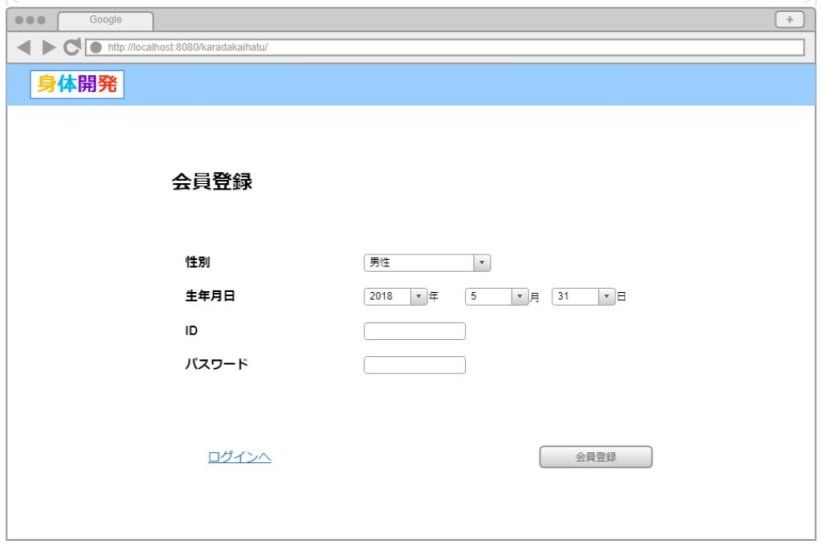 Google
+
http://localhost:8080/karadakaihatu/
身体開発
会員登録
性別 男性
生年月日 2018 年 5 月 31 日
ID
パスワード
ログインへ 会員登録